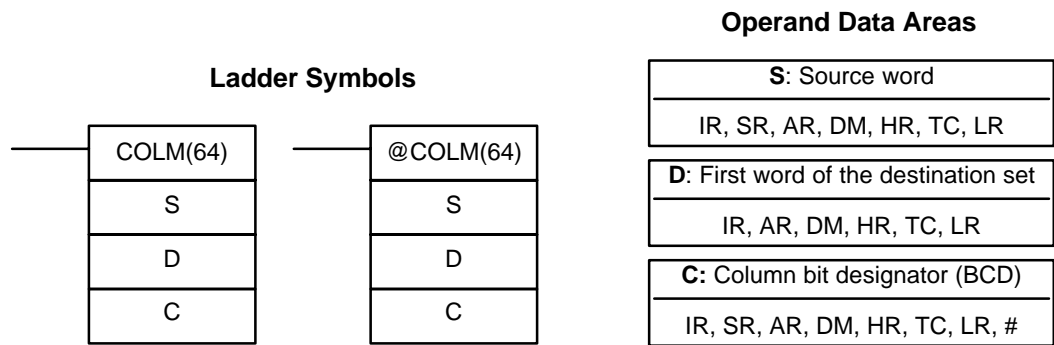 Operand Data Areas
Ladder Symbols
COLM(64)
S
D
C
@COLM(64)
S
D
C
S: Source word
IR, SR, AR, DM, HR, TC, LR
D: First word of the destination set
IR, AR, DM, HR, TC, LR
C: Column bit designator (BCD)
IR, SR, AR, DM, HR, TC, LR, #